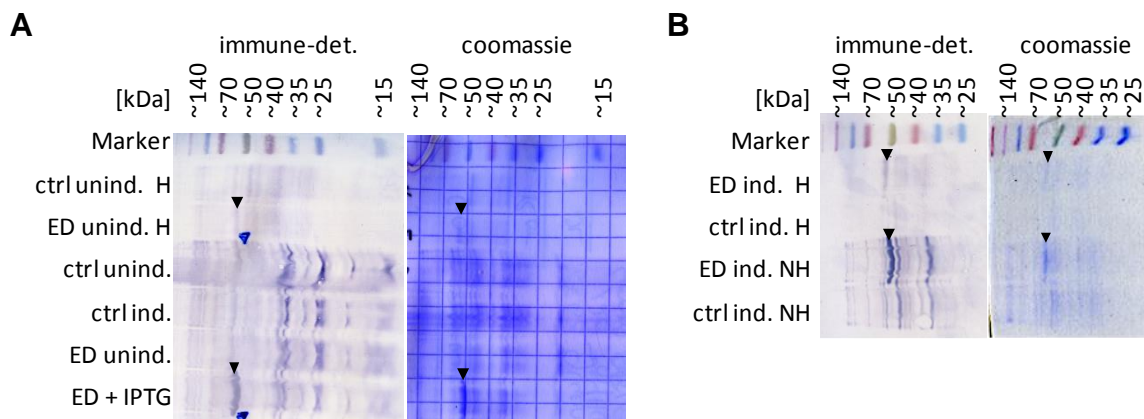 A
immune-det.
coomassie
[kDa]
~140
~70
~50
~40
~35
~25
~15
~140
~70
~50
~40
~35
~25
~15
Marker
ctrl unind. H
ED unind. H
ctrl unind.
ctrl ind.
ED unind.
ED + IPTG
B
immune-det.
coomassie
[kDa]
~140
~70
~50
~40
~35
~25
~140
~70
~50
~40
~35
~25
Marker
ED ind. H
ctrl ind. H
ED ind. NH
ctrl ind. NH